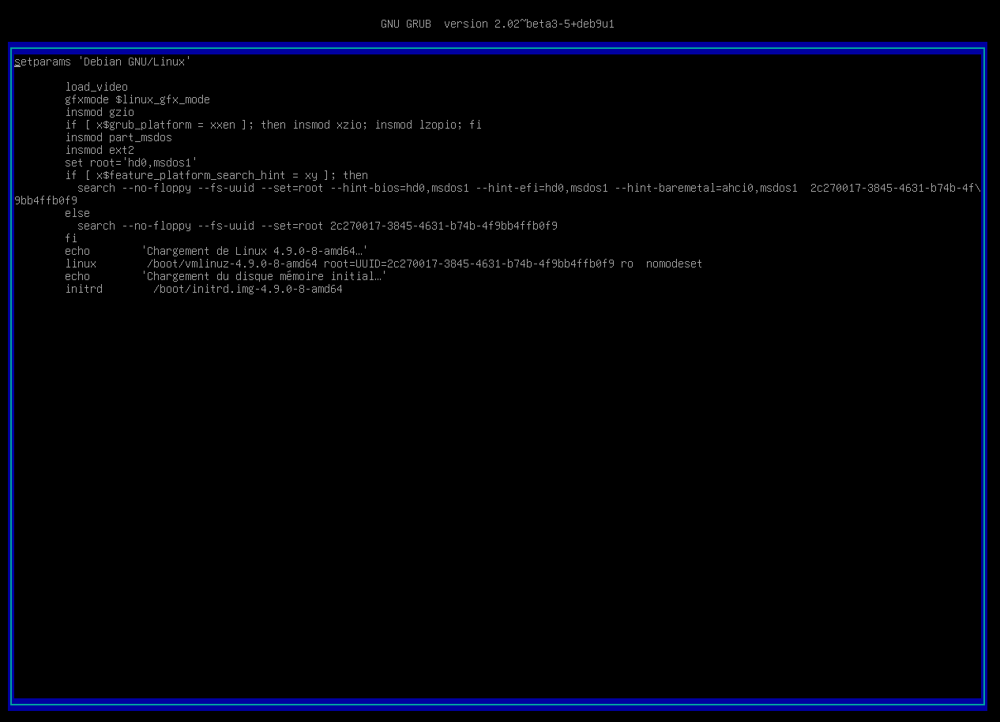 GNU GRUB  version 2.02~beta3-5+deb9u1
setparams 'Debian GNU/Linux'
load_video
gfxmode $linux_gfx_mode
insmod gzio
if [ x$grub_platform = xxen ]; then insmod xzio; insmod lzopio; fi
insmod part_msdos
insmod ext2
set root='hd0,msdos1'
if [ x$feature_platform_search_hint = xy ]; then
search --no-floppy --fs-uuid --set=root --hint-bios=hd0,msdos1 --hint-efi=hd0,msdos1 --hint-baremetal=ahci0,msdos1  2c270017-3845-4631-b74b-4f\
9bb4ffb0f9
else
search --no-floppy --fs-uuid --set=root 2c270017-3845-4631-b74b-4f9bb4ffb0f9
fi
echo        'Chargement de Linux 4.9.0-8-amd64…'
linux        /boot/vmlinuz-4.9.0-8-amd64 root=UUID=2c270017-3845-4631-b74b-4f9bb4ffb0f9 ro  nomodeset
echo        'Chargement du disque mémoire initial…'
initrd        /boot/initrd.img-4.9.0-8-amd64